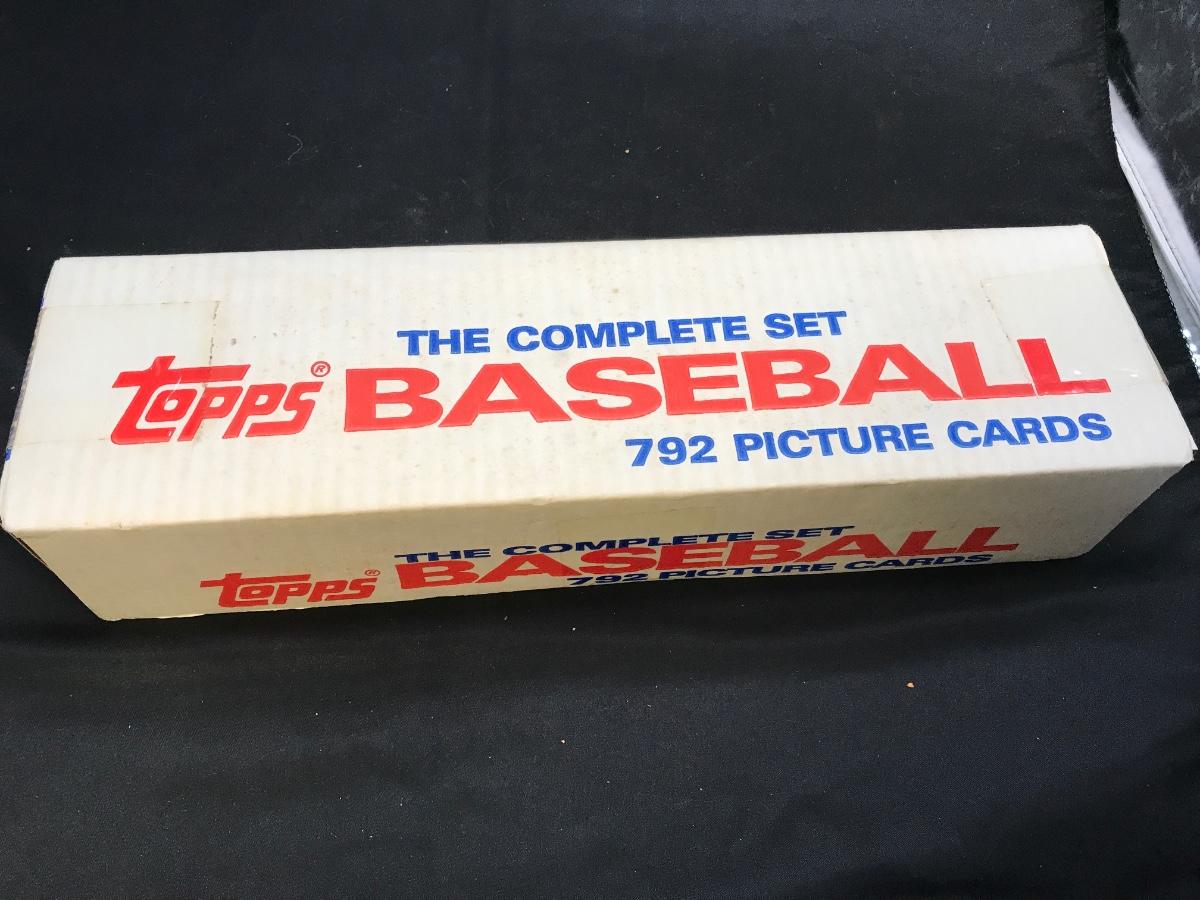 THE COMPLETE SET
Topps® BASEBALL
792 PICTURE CARDS
THE COMPLETE SET
Topps® BASEBALL
792 PICTURE CARDS